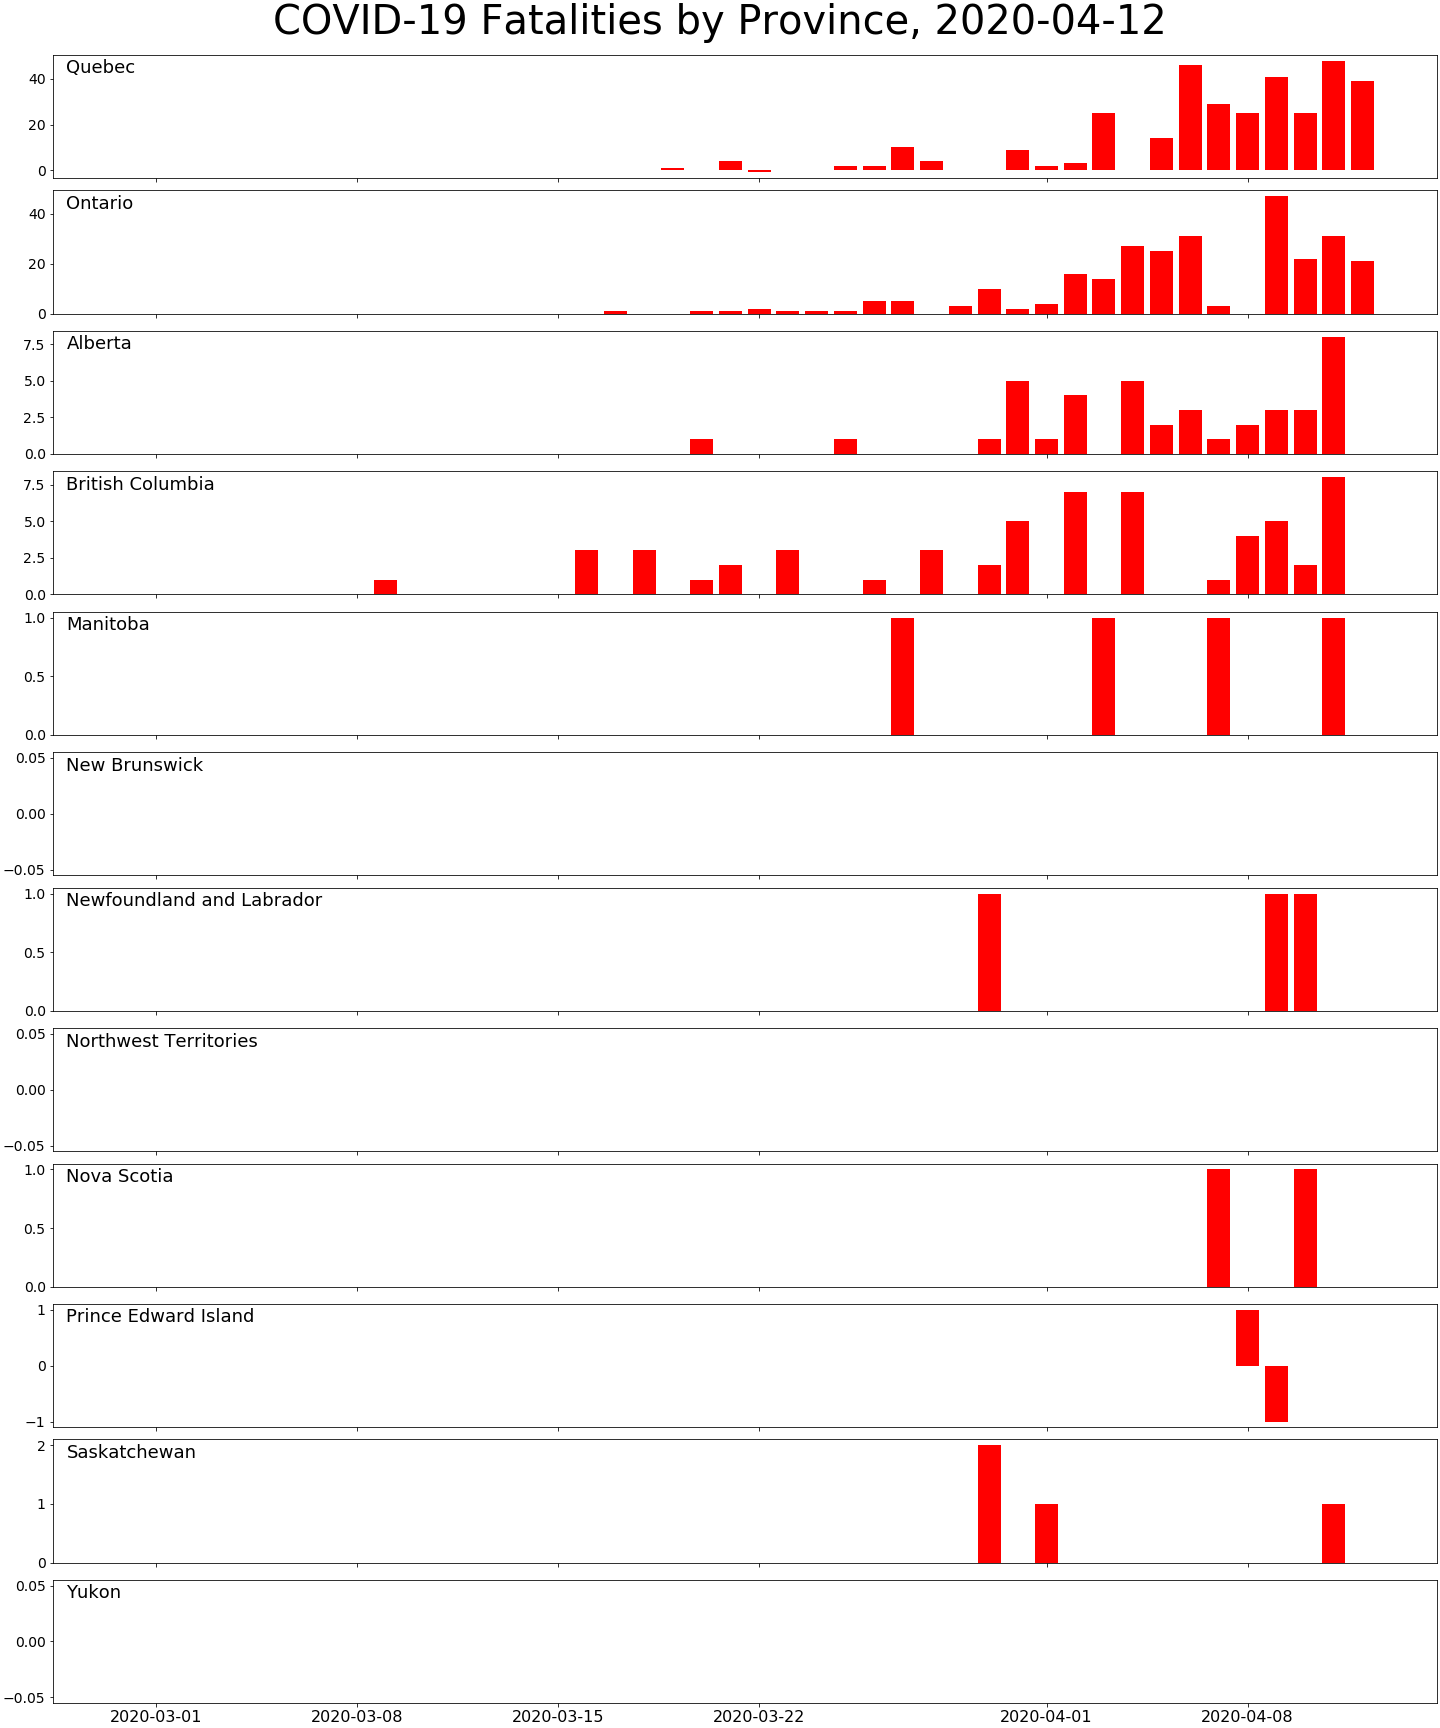 COVID-19 Fatalities by Province, 2020-04-12
Quebec
40
20
0
Ontario
40
20
0
Alberta
7.5
5.0
2.5
0.0
British Columbia
7.5
5.0
2.5
0.0
Manitoba
1.0
0.5
0.0
New Brunswick
0.05
0.00
−0.05
Newfoundland and Labrador
1.0
0.5
0.0
Northwest Territories
0.05
0.00
−0.05
Nova Scotia
1.0
0.5
0.0
Prince Edward Island
1
0
−1
Saskatchewan
2
1
0
Yukon
0.05
0.00
−0.05
2020-03-01 2020-03-08 2020-03-15 2020-03-22 2020-04-01 2020-04-08